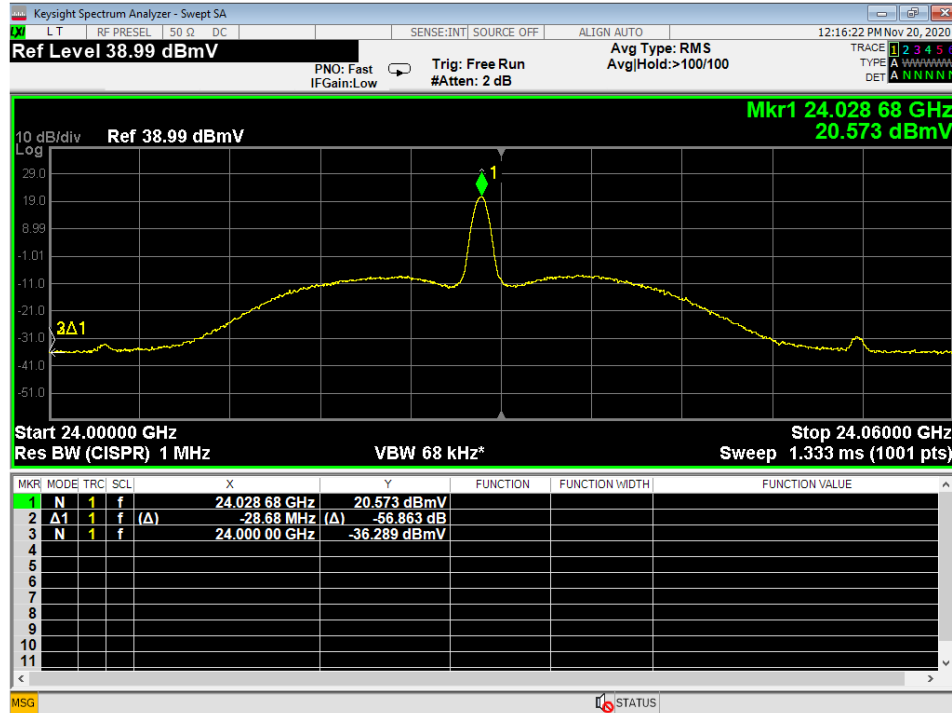 Keysight Spectrum Analyzer - Swept SA
LXI L T RF PRESEL 50 Ω DC SENSE:INT SOURCE OFF ALIGN AUTO 12:16:22 PM Nov 20, 2020
Ref Level 38.99 dBmV
PNO: Fast
IFGain:Low
Trig: Free Run
#Atten: 2 dB
Avg Type: RMS
Avg|Hold:>100/100
TRACE 1 2 3 4 5 6
TYPE A WWWWW
DET A N N N N N
Mkr1 24.028 68 GHz
20.573 dBmV
10 dB/div Ref 38.99 dBmV
Log
29.0
19.0
8.99
-1.01
-11.0
-21.0
-31.0
-41.0
-51.0
1
3Δ1
Start 24.00000 GHz Stop 24.06000 GHz
Res BW (CISPR) 1 MHz VBW 68 kHz* Sweep 1.333 ms (1001 pts)
MKR MODE TRC SCL X Y FUNCTION FUNCTION WIDTH FUNCTION VALUE
1 N 1 f 24.028 68 GHz 20.573 dBmV
2 Δ1 1 f (Δ) -28.68 MHz (Δ) -56.863 dB
3 N 1 f 24.000 00 GHz -36.289 dBmV
4
5
6
7
8
9
10
11
MSG STATUS